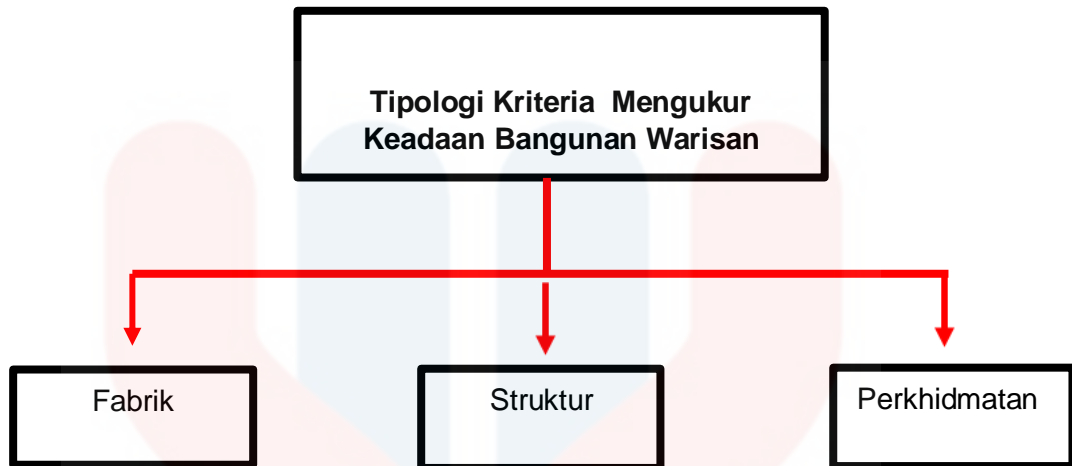 Tipologi Kriteria Mengukur
Keadaan Bangunan Warisan
Fabrik
Struktur
Perkhidmatan